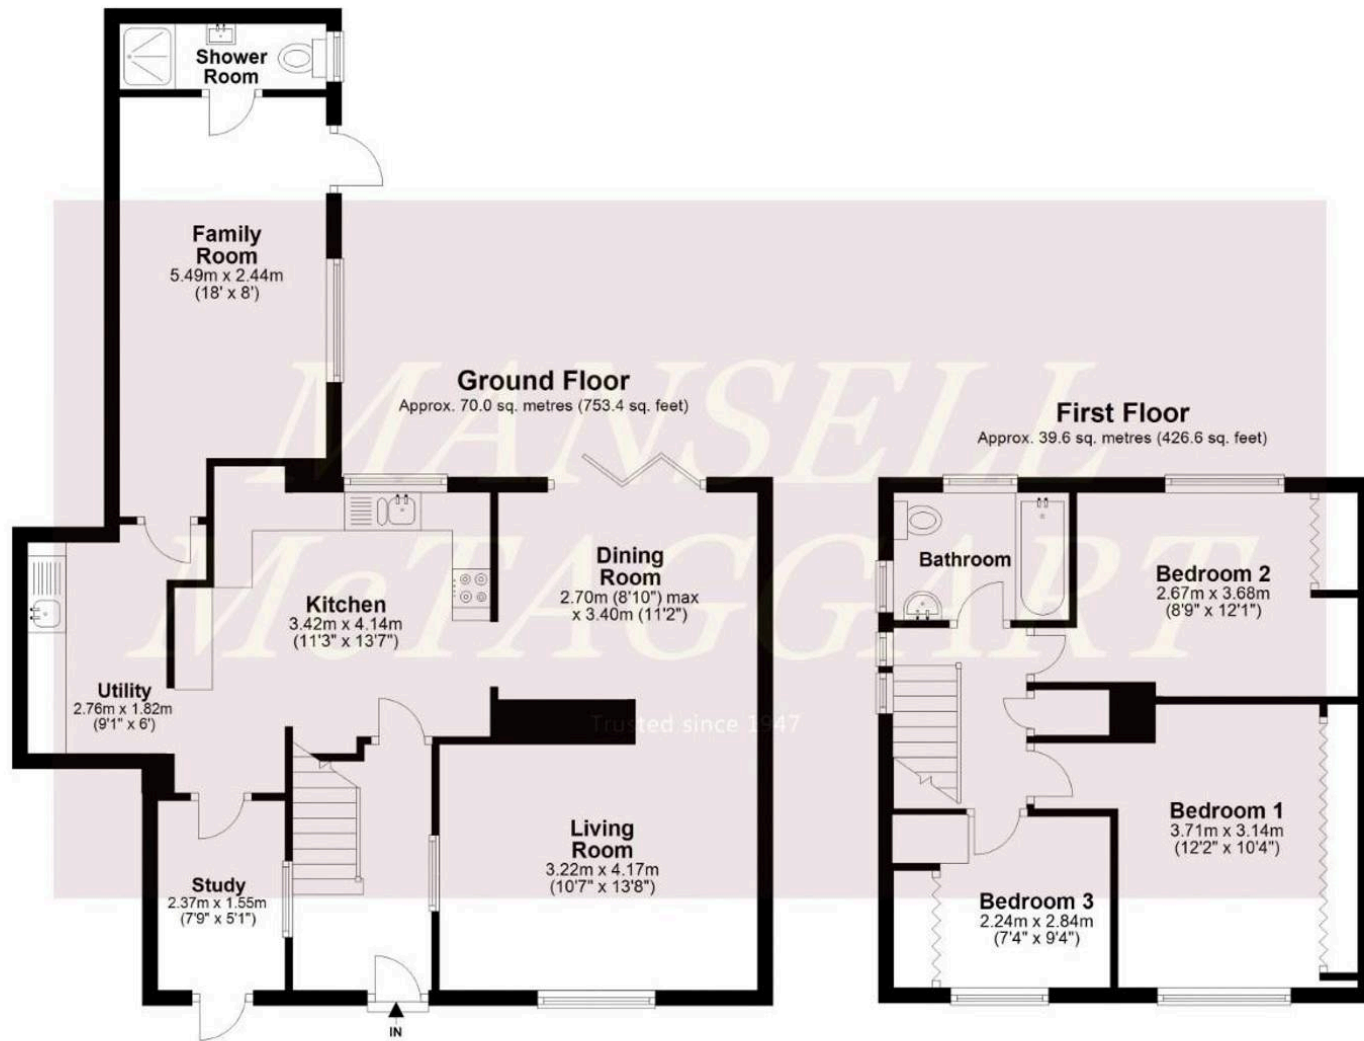 Shower
Room
Family
Room
5.49m x 2.44m
(18' x 8')
Ground Floor
Approx. 70.0 sq. metres (753.4 sq. feet)
First Floor
Approx. 39.6 sq. metres (426.6 sq. feet)
MANSELL
McTAGGART
Trusted since 1947
Kitchen
3.42m x 4.14m
(11'3" x 13'7")
Dining
Room
2.70m (8'10") max
x 3.40m (11'2")
Utility
2.76m x 1.82m
(9'1" x 6')
Living
Room
3.22m x 4.17m
(10'7" x 13'8")
Study
2.37m x 1.55m
(7'9" x 5'1")
IN
Bathroom
Bedroom 2
2.67m x 3.68m
(8'9" x 12'1")
Bedroom 1
3.71m x 3.14m
(12'2" x 10'4")
Bedroom 3
2.24m x 2.84m
(7'4" x 9'4")